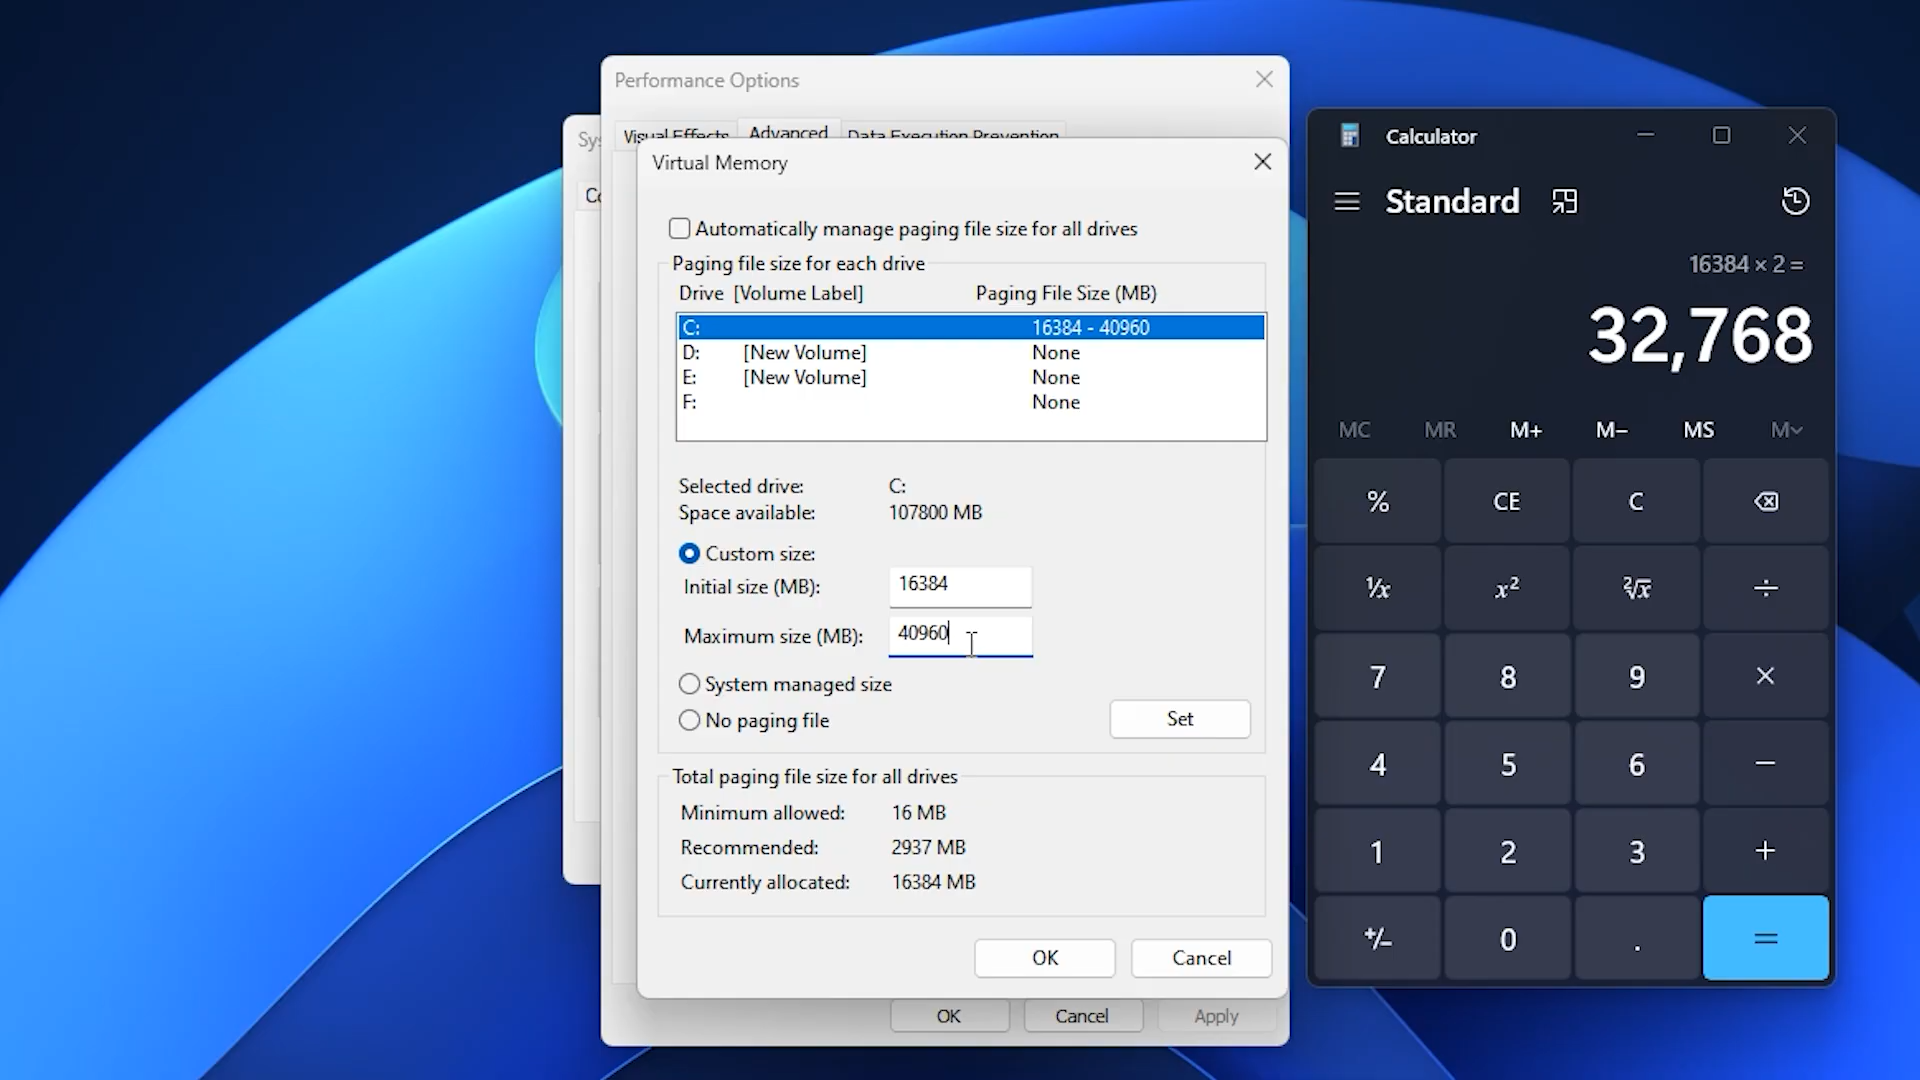 Performance Options
Sys
Visual Effects Advanced Data Execution Prevention
Virtual Memory
Automatically manage paging file size for all drives
Paging file size for each drive
Drive [Volume Label] Paging File Size (MB)
C: 16384 - 40960
D: [New Volume] None
E: [New Volume] None
F: None
Selected drive: C:
Space available: 107800 MB
Custom size:
Initial size (MB): 16384
Maximum size (MB): 40960
System managed size
No paging file
Set
Total paging file size for all drives
Minimum allowed: 16 MB
Recommended: 2937 MB
Currently allocated: 16384 MB
OK Cancel
OK Cancel Apply
Calculator
Standard
16384 × 2 =
32,768
MC MR M+ M− MS M
% CE C
1/x x² ²√x ÷
7 8 9 ×
4 5 6 −
1 2 3 +
+/− 0 . =